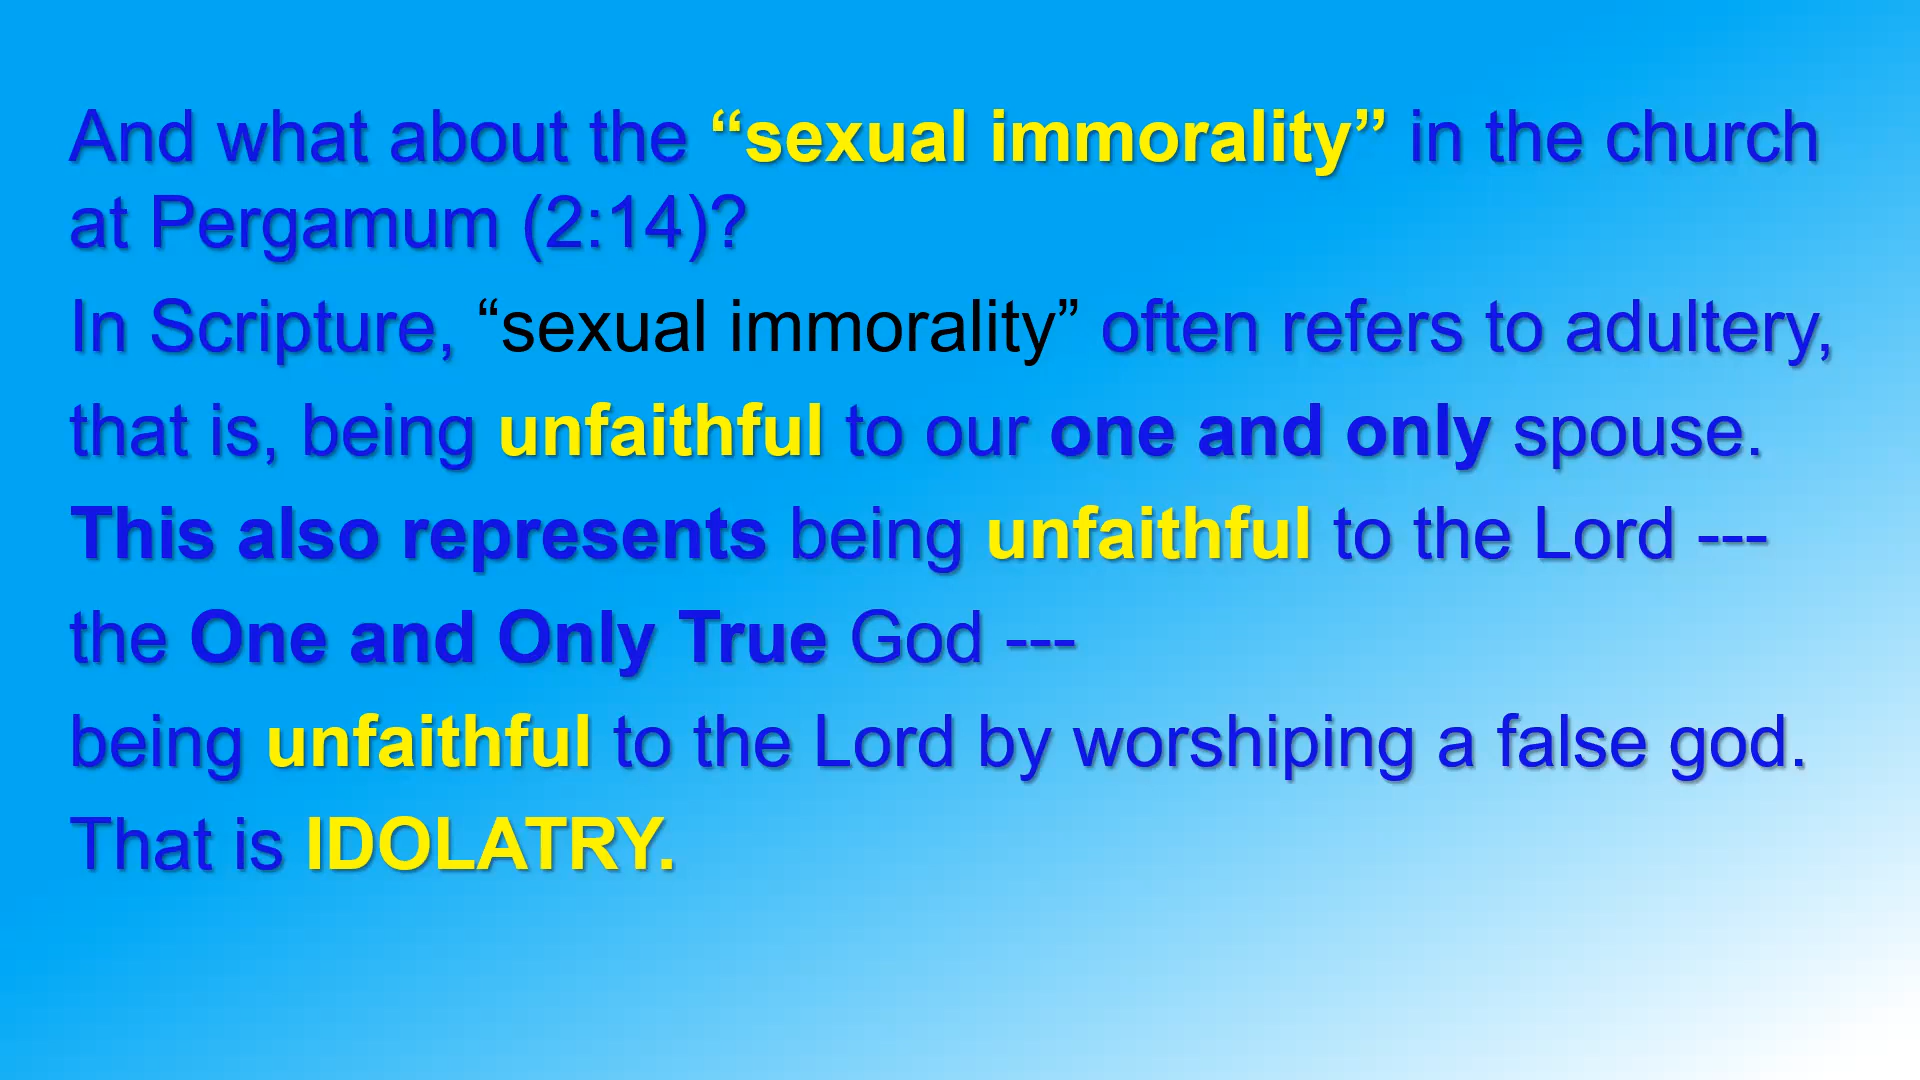 And what about the “sexual immorality” in the church
at Pergamum (2:14)?
In Scripture, “sexual immorality” often refers to adultery,
that is, being unfaithful to our one and only spouse.
This also represents being unfaithful to the Lord ---
the One and Only True God ---
being unfaithful to the Lord by worshiping a false god.
That is IDOLATRY.